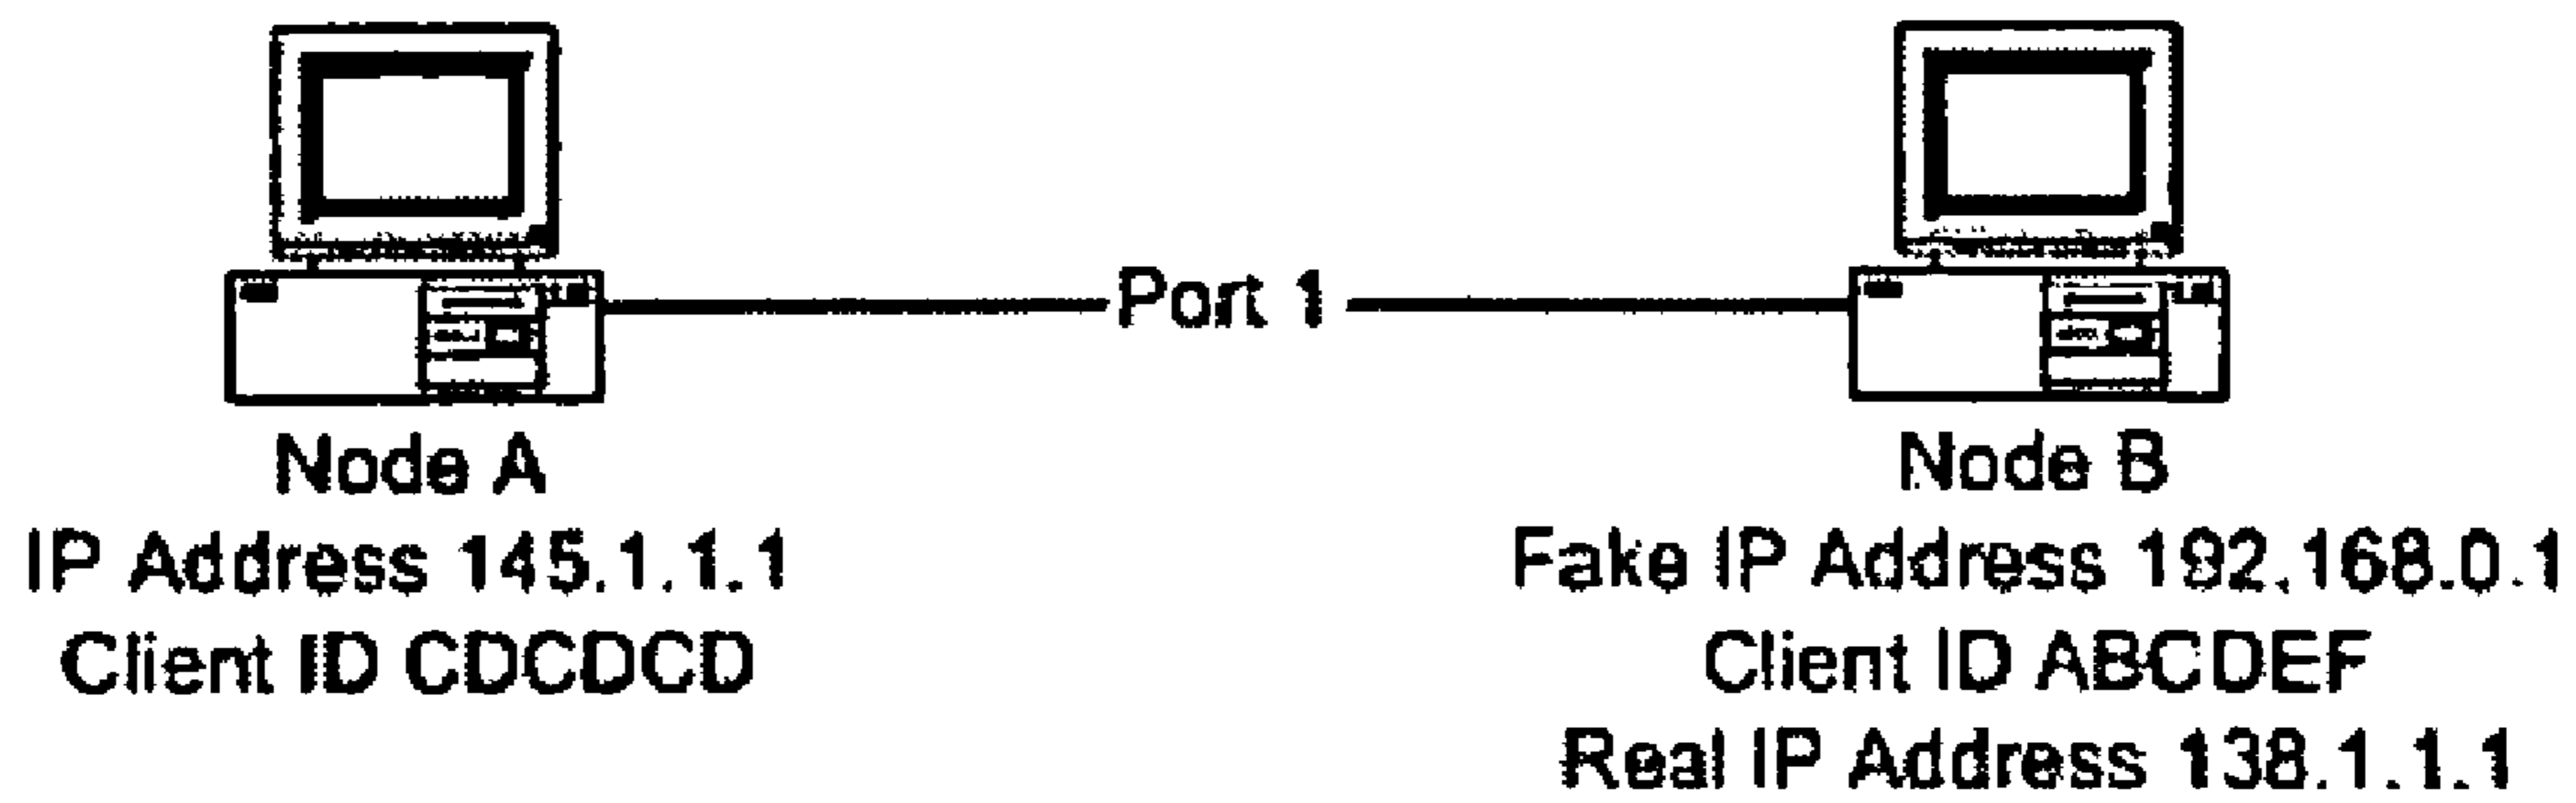 Port 1
Node A
IP Address 145.1.1.1
Client ID CDCDCD
Node B
Fake IP Address 192.168.0.1
Client ID ABCDEF
Real IP Address 138.1.1.1